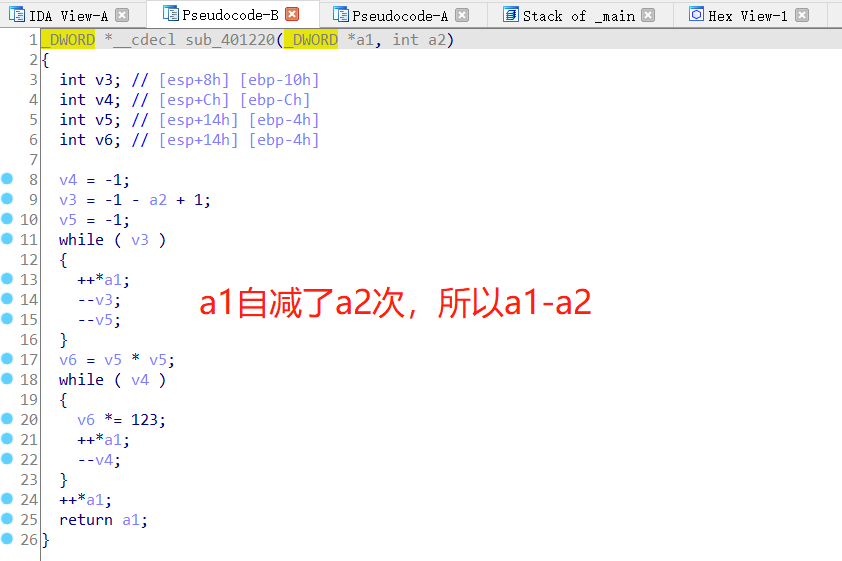 IDA View-A Pseudocode-B Pseudocode-A Stack of _main Hex View-1
1 _DWORD *__cdecl sub_401220(_DWORD *a1, int a2)
2 {
3 int v3; // [esp+8h] [ebp-10h]
4 int v4; // [esp+Ch] [ebp-Ch]
5 int v5; // [esp+14h] [ebp-4h]
6 int v6; // [esp+14h] [ebp-4h]
7
8 v4 = -1;
9 v3 = -1 - a2 + 1;
10 v5 = -1;
11 while ( v3 )
12 {
13 ++*a1;
14 --v3;
a1自减了a2次，所以a1-a2
15 --v5;
16 }
17 v6 = v5 * v5;
18 while ( v4 )
19 {
20 v6 *= 123;
21 ++*a1;
22 --v4;
23 }
24 ++*a1;
25 return a1;
26 }